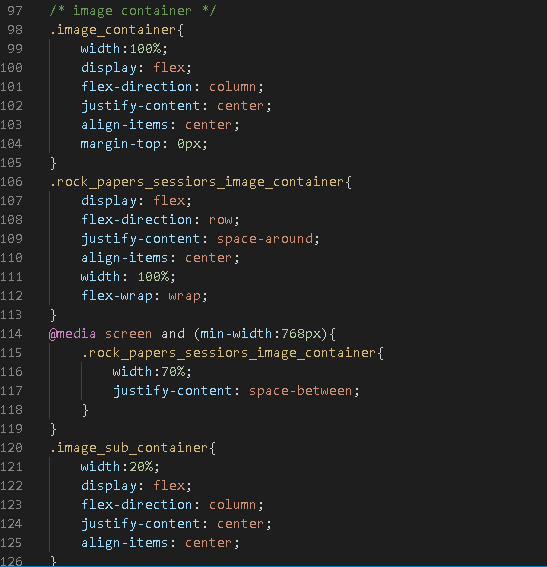 97 /* image container */
98 .image_container{
99     width:100%;
100     display: flex;
101     flex-direction: column;
102     justify-content: center;
103     align-items: center;
104     margin-top: 0px;
105 }
106 .rock_papers_sessiors_image_container{
107     display: flex;
108     flex-direction: row;
109     justify-content: space-around;
110     align-items: center;
111     width: 100%;
112     flex-wrap: wrap;
113 }
114 @media screen and (min-width:768px){
115     .rock_papers_sessiors_image_container{
116         width:70%;
117         justify-content: space-between;
118     }
119 }
120 .image_sub_container{
121     width:20%;
122     display: flex;
123     flex-direction: column;
124     justify-content: center;
125     align-items: center;
126 }